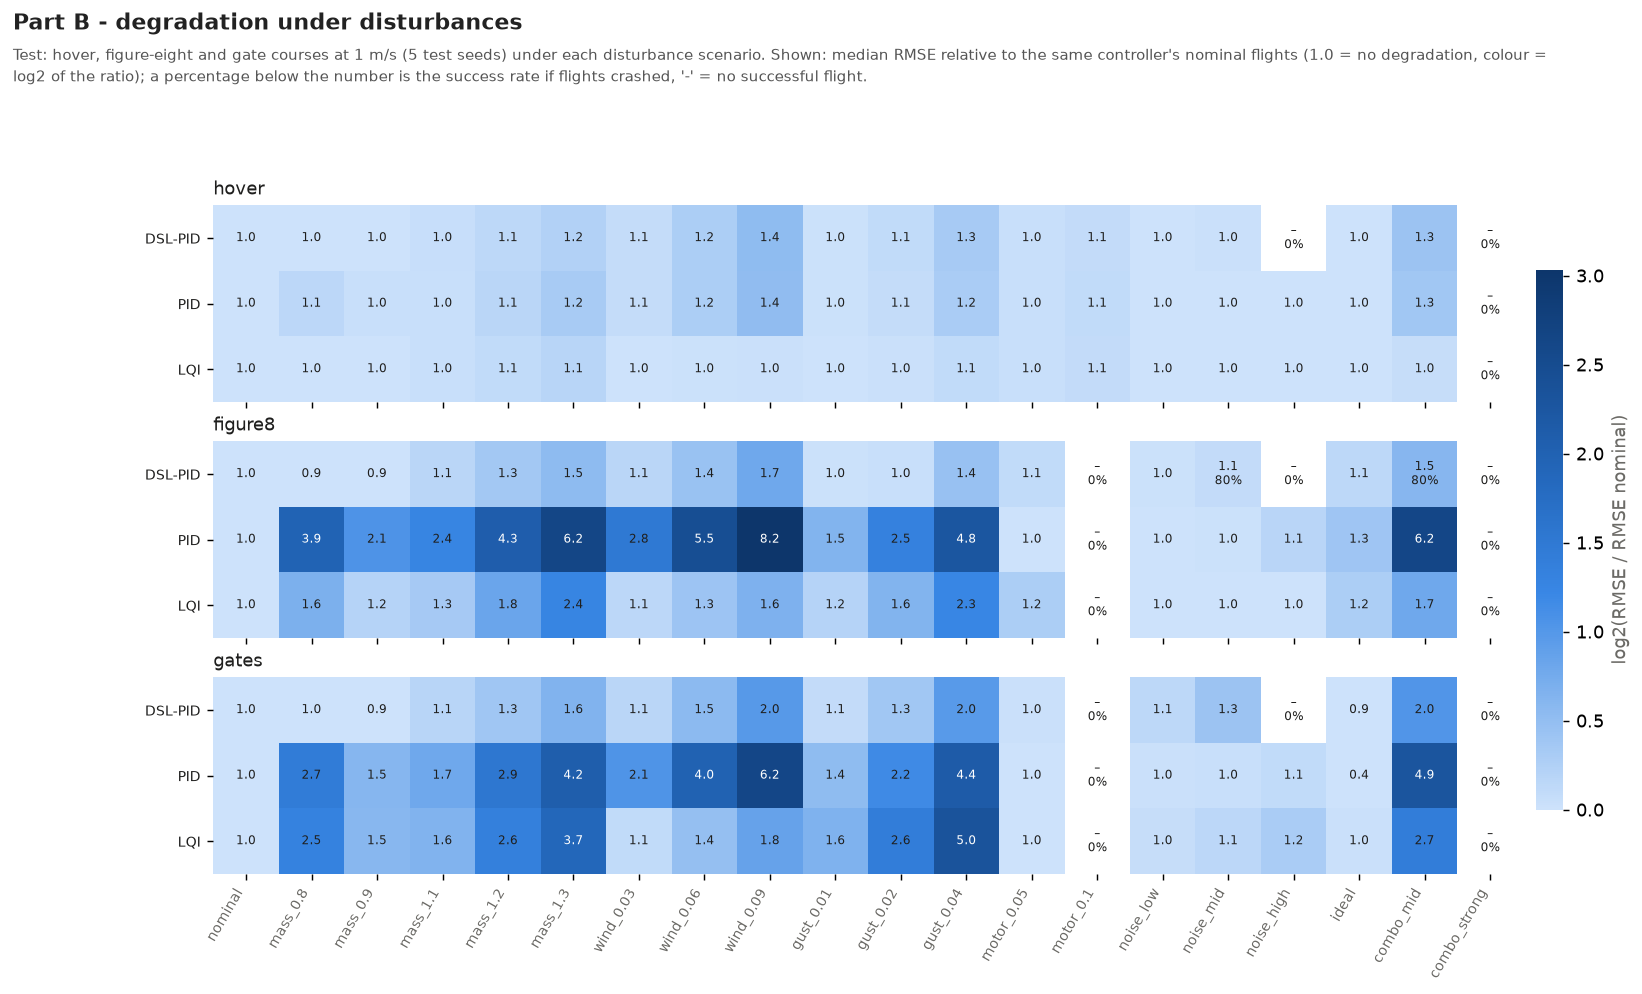 Part B - degradation under disturbances
Test: hover, figure-eight and gate courses at 1 m/s (5 test seeds) under each disturbance scenario. Shown: median RMSE relative to the same controller's nominal flights (1.0 = no degradation, colour =
log2 of the ratio); a percentage below the number is the success rate if flights crashed, '-' = no successful flight.
hover
DSL-PID 1.0 1.0 1.0 1.0 1.1 1.2 1.1 1.2 1.4 1.0 1.1 1.3 1.0 1.1 1.0 1.0 – 1.0 1.3 –
0% 0%
PID 1.0 1.1 1.0 1.0 1.1 1.2 1.1 1.2 1.4 1.0 1.1 1.2 1.0 1.1 1.0 1.0 1.0 1.0 1.3 –
0%
LQI 1.0 1.0 1.0 1.0 1.1 1.1 1.0 1.0 1.0 1.0 1.0 1.1 1.0 1.1 1.0 1.0 1.0 1.0 1.0 –
0%
figure8
DSL-PID 1.0 0.9 0.9 1.1 1.3 1.5 1.1 1.4 1.7 1.0 1.0 1.4 1.1 – 1.0 1.1 – 1.1 1.5 –
0% 80% 0% 80% 0%
PID 1.0 3.9 2.1 2.4 4.3 6.2 2.8 5.5 8.2 1.5 2.5 4.8 1.0 – 1.0 1.0 1.1 1.3 6.2 –
0% 0%
LQI 1.0 1.6 1.2 1.3 1.8 2.4 1.1 1.3 1.6 1.2 1.6 2.3 1.2 – 1.0 1.0 1.0 1.2 1.7 –
0% 0%
gates
DSL-PID 1.0 1.0 0.9 1.1 1.3 1.6 1.1 1.5 2.0 1.1 1.3 2.0 1.0 – 1.1 1.3 – 0.9 2.0 –
0% 0% 0%
PID 1.0 2.7 1.5 1.7 2.9 4.2 2.1 4.0 6.2 1.4 2.2 4.4 1.0 – 1.0 1.0 1.1 0.4 4.9 –
0% 0%
LQI 1.0 2.5 1.5 1.6 2.6 3.7 1.1 1.4 1.8 1.6 2.6 5.0 1.0 – 1.0 1.1 1.2 1.0 2.7 –
0% 0%
nominal mass_0.8 mass_0.9 mass_1.1 mass_1.2 mass_1.3 wind_0.03 wind_0.06 wind_0.09 gust_0.01 gust_0.02 gust_0.04 motor_0.05 motor_0.1 noise_low noise_mid noise_high ideal combo_mid combo_strong
3.0
2.5
2.0
1.5
1.0
0.5
0.0
log2(RMSE / RMSE nominal)